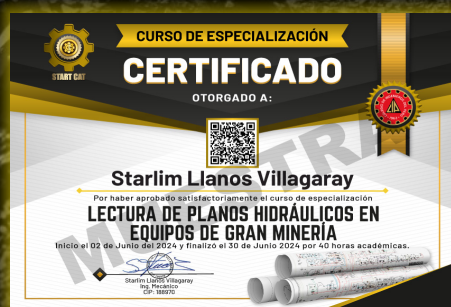 CURSO DE ESPECIALIZACIÓN
START CAT
CERTIFICADO
OTORGADO A:
MUESTRA
Starlim Llanos Villagaray
Por haber aprobado satisfactoriamente el curso de especialización
LECTURA DE PLANOS HIDRÁULICOS EN
EQUIPOS DE GRAN MINERÍA
Inicio el 02 de Junio del 2024 y finalizó el 30 de Junio 2024 por 40 horas académicas.
Starlim Llanos Villagaray
Ing. Mecánico
CIP: 188970